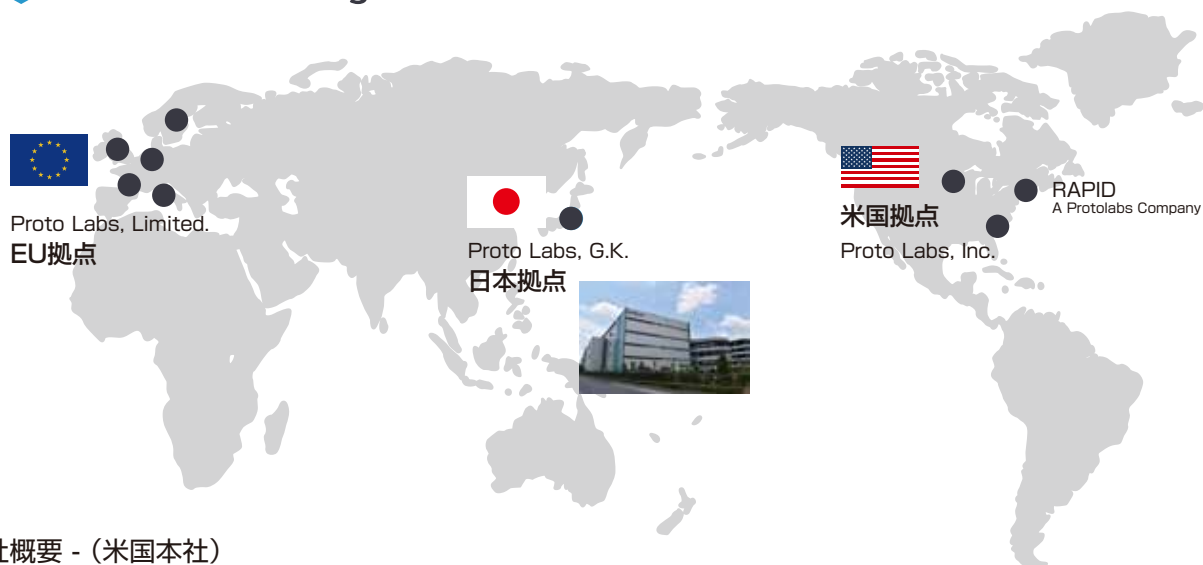 Proto Labs, Limited.
EU拠点
Proto Labs, G.K.
日本拠点
米国拠点
Proto Labs, Inc.
RAPID
A Protolabs Company
社概要 -（米国本社）